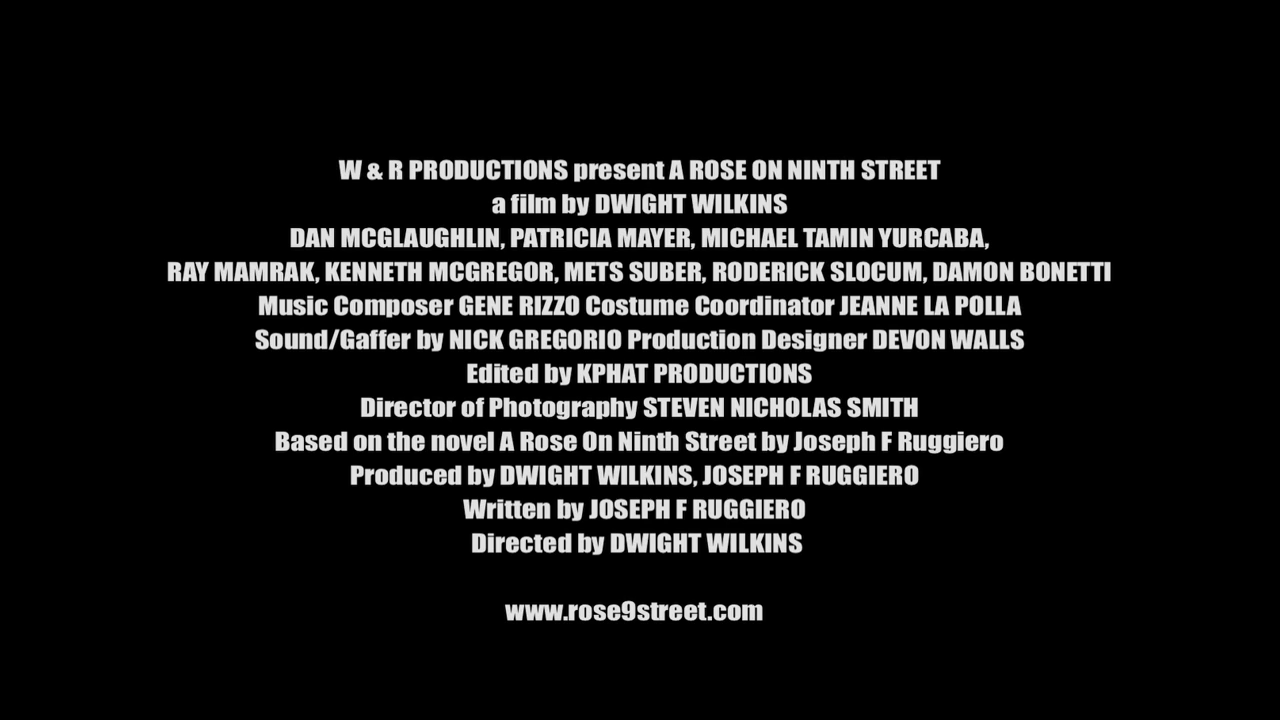 W & R PRODUCTIONS present A ROSE ON NINTH STREET
a film by DWIGHT WILKINS
DAN MCGLAUGHLIN, PATRICIA MAYER, MICHAEL TAMIN YURCABA,
RAY MAMRAK, KENNETH MCGREGOR, METS SUBER, RODERICK SLOCUM, DAMON BONETTI
Music Composer GENE RIZZO Costume Coordinator JEANNE LA POLLA
Sound/Gaffer by NICK GREGORIO Production Designer DEVON WALLS
Edited by KPHAT PRODUCTIONS
Director of Photography STEVEN NICHOLAS SMITH
Based on the novel A Rose On Ninth Street by Joseph F Ruggiero
Produced by DWIGHT WILKINS, JOSEPH F RUGGIERO
Written by JOSEPH F RUGGIERO
Directed by DWIGHT WILKINS
www.rose9street.com